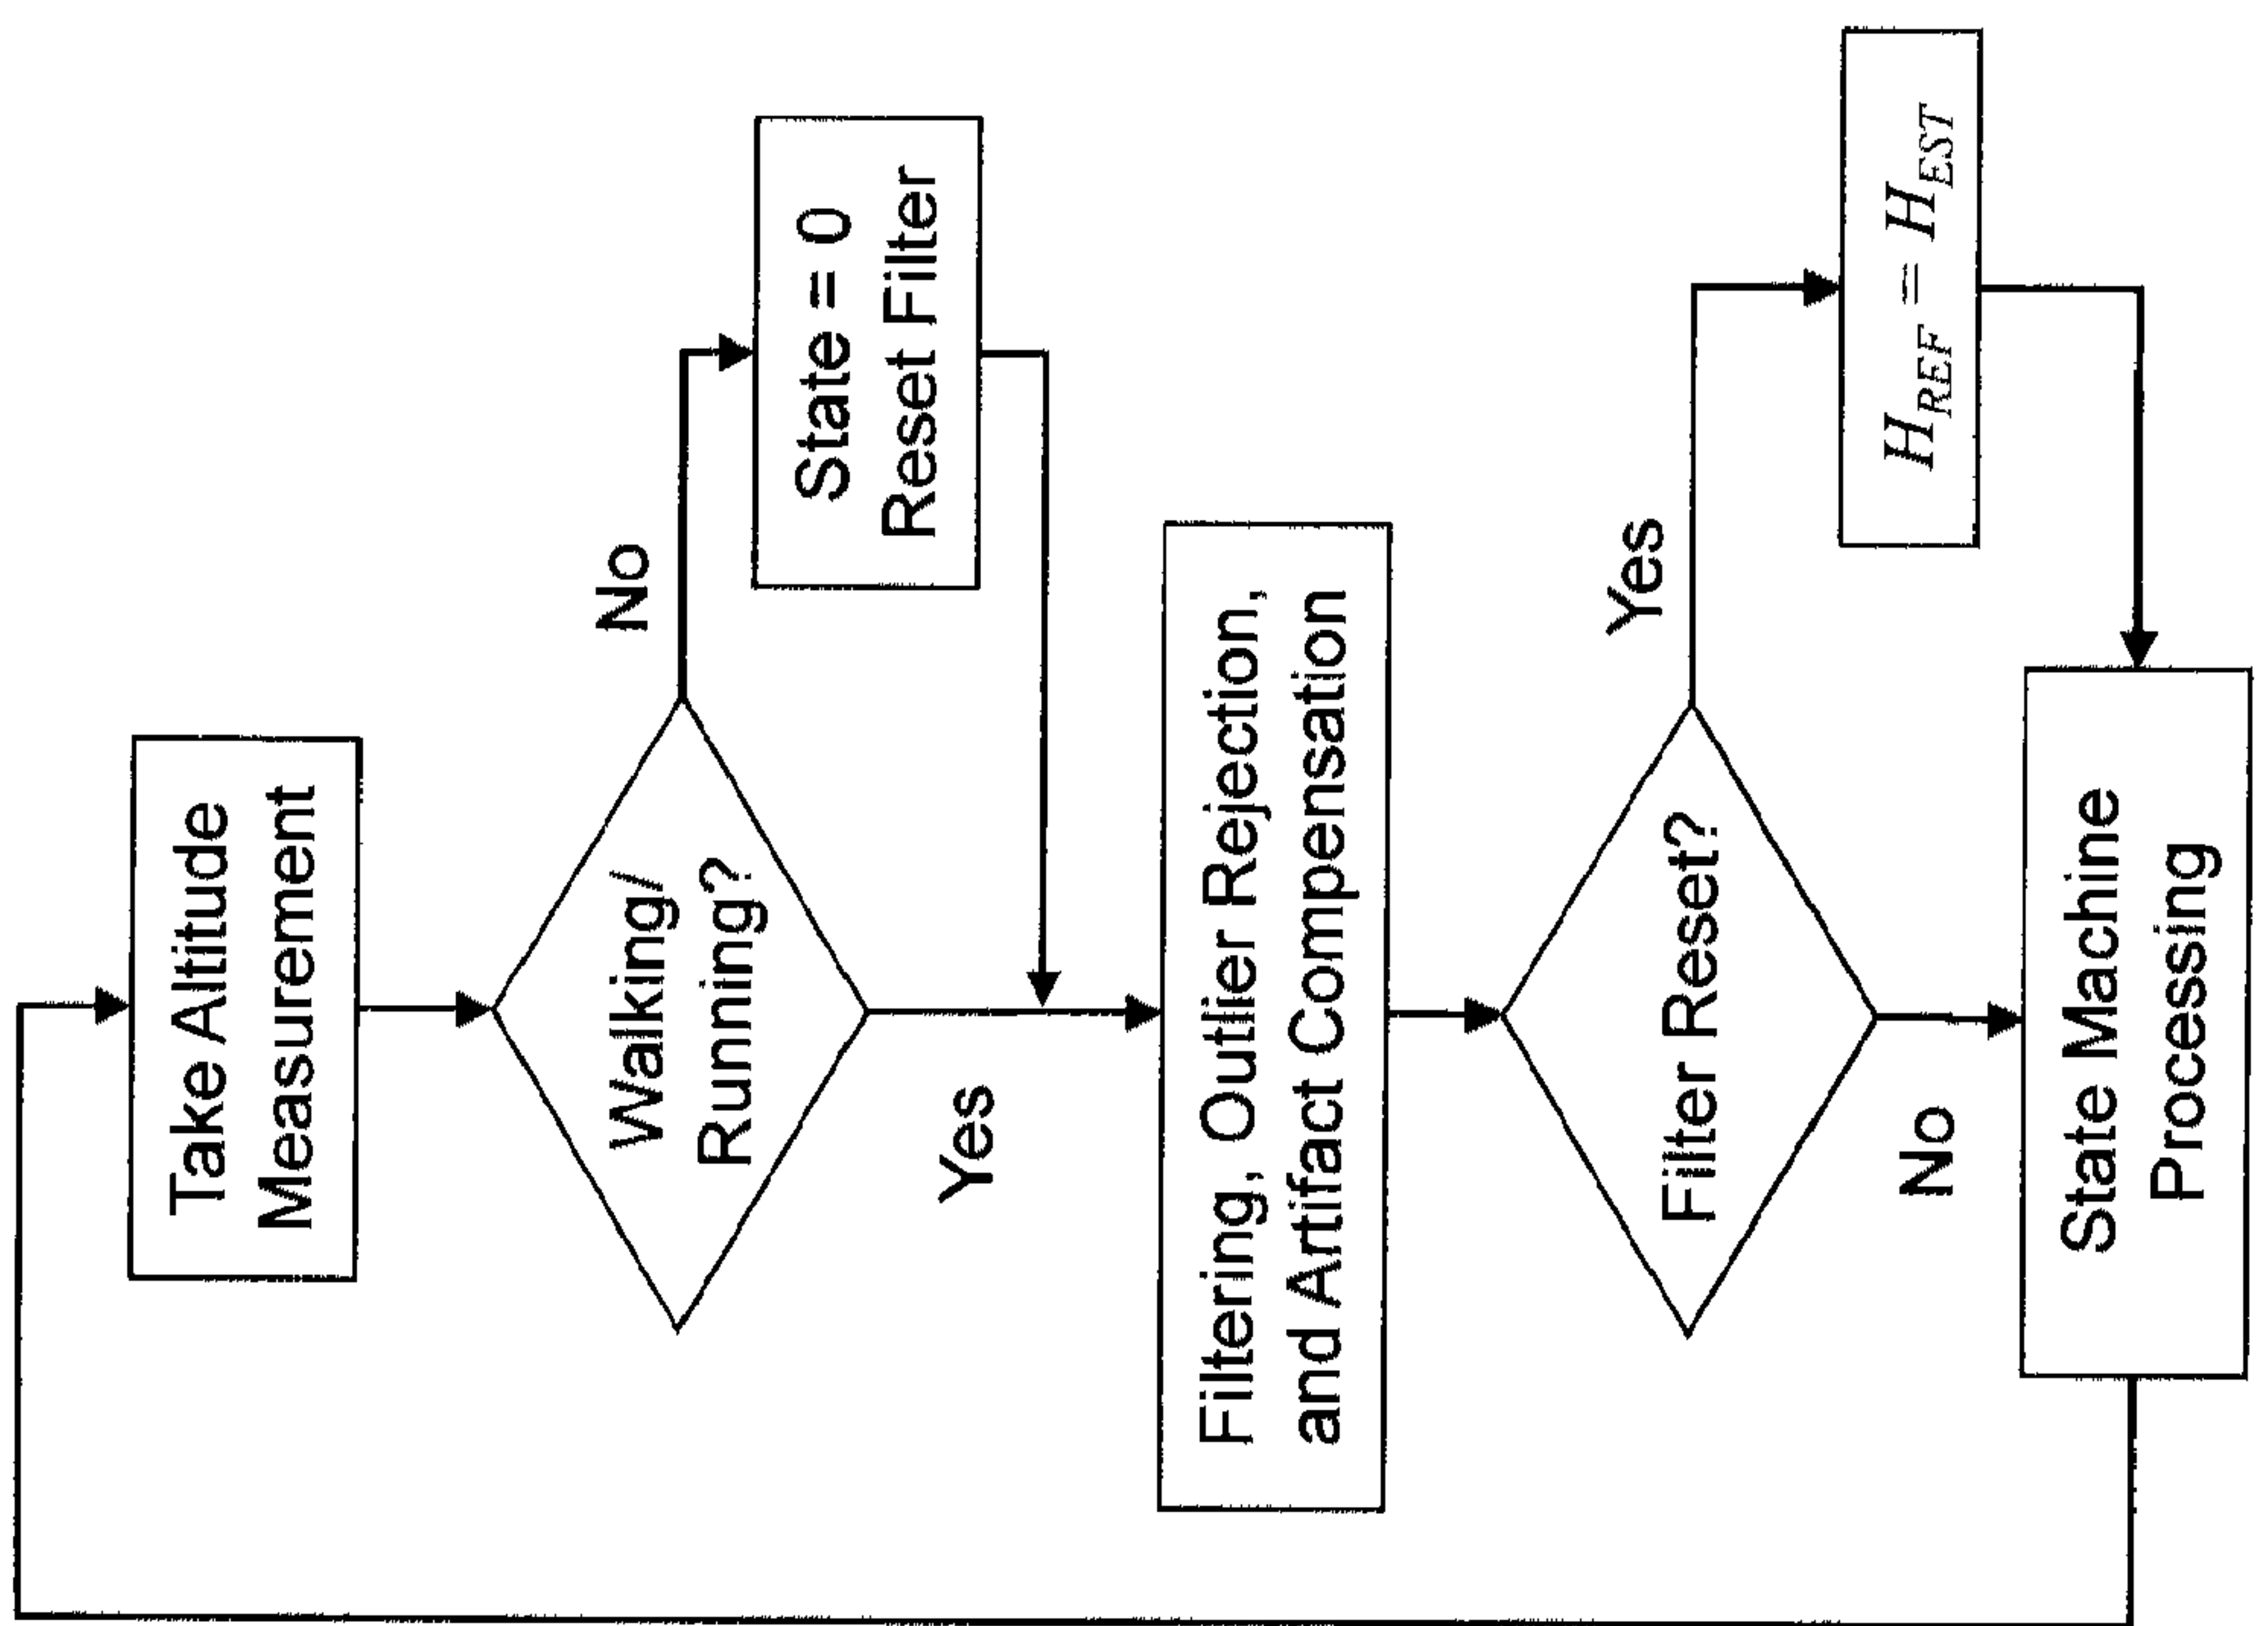 Take Altitude
Measurement
Walking/
Running?
No
State = 0
Reset Filter
Yes
Filtering, Outlier Rejection,
and Artifact Compensation
Filter Reset?
Yes
H_REF = H_EST
No
State Machine
Processing